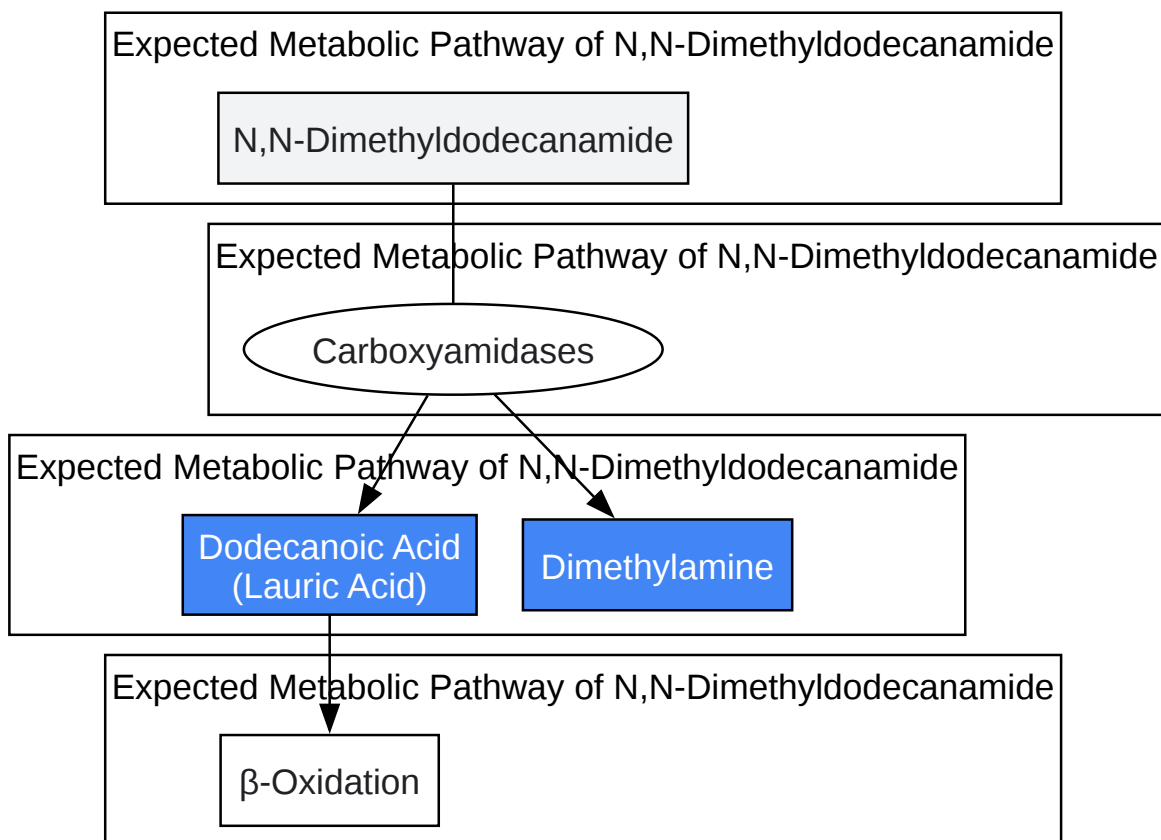 Expected Metabolic Pathway of N,N-Dimethyldodecanamide
N,N-Dimethyldodecanamide
Expected Metabolic Pathway of N,N-Dimethyldodecanamide
Carboxyamidases
Expected Metabolic Pathway of N,N-Dimethyldodecanamide
Dodecanoic Acid
(Lauric Acid)
Dimethylamine
Expected Metabolic Pathway of N,N-Dimethyldodecanamide
β-Oxidation